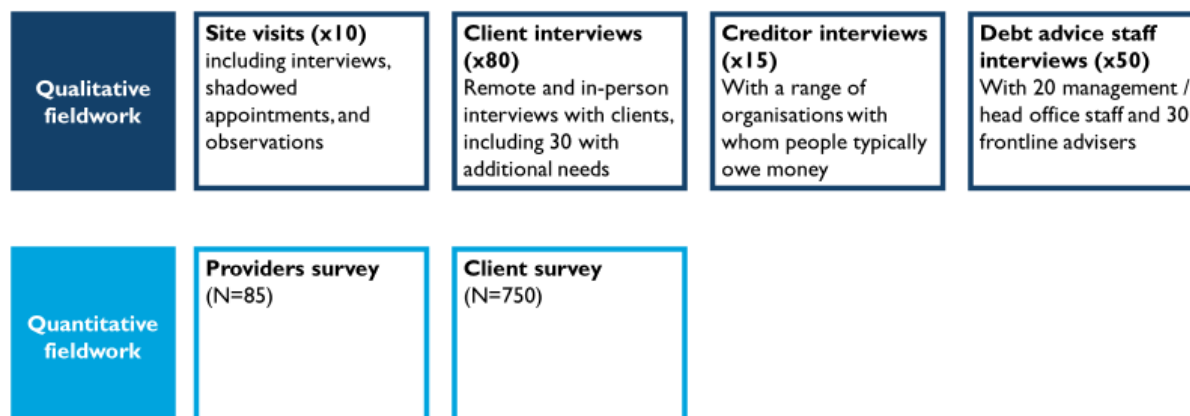 Qualitative
fieldwork
Site visits (x10)
including interviews,
shadowed
appointments, and
observations
Client interviews
(x80)
Remote and in-person
interviews with clients,
including 30 with
additional needs
Creditor interviews
(x15)
With a range of
organisations with
whom people typically
owe money
Debt advice staff
interviews (x50)
With 20 management /
head office staff and 30
frontline advisers
Quantitative
fieldwork
Providers survey
(N=85)
Client survey
(N=750)